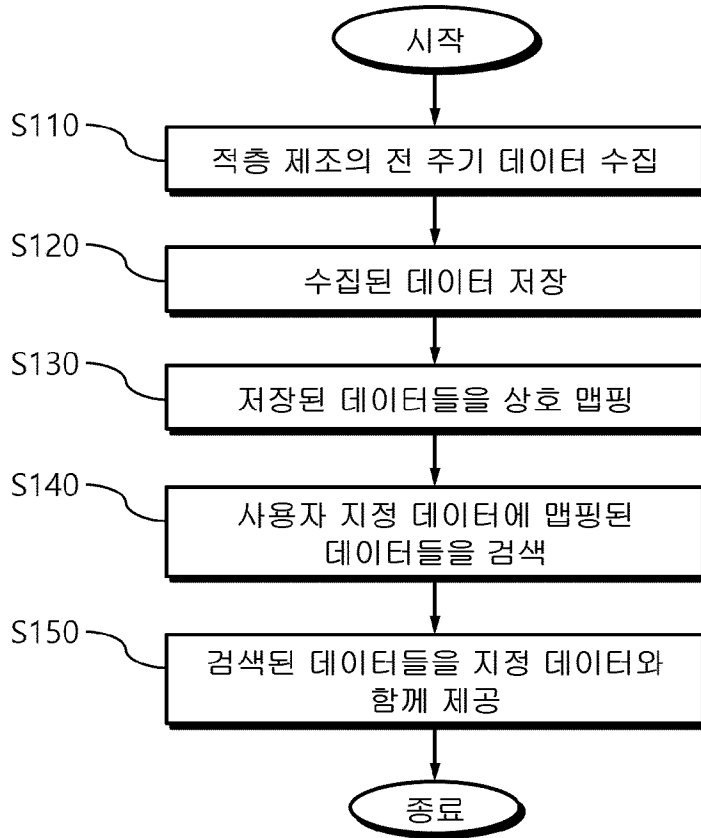 시작
S110
적층 제조의 전 주기 데이터 수집
S120
수집된 데이터 저장
S130
저장된 데이터들을 상호 맵핑
S140
사용자 지정 데이터에 맵핑된
데이터들을 검색
S150
검색된 데이터들을 지정 데이터와
함께 제공
종료